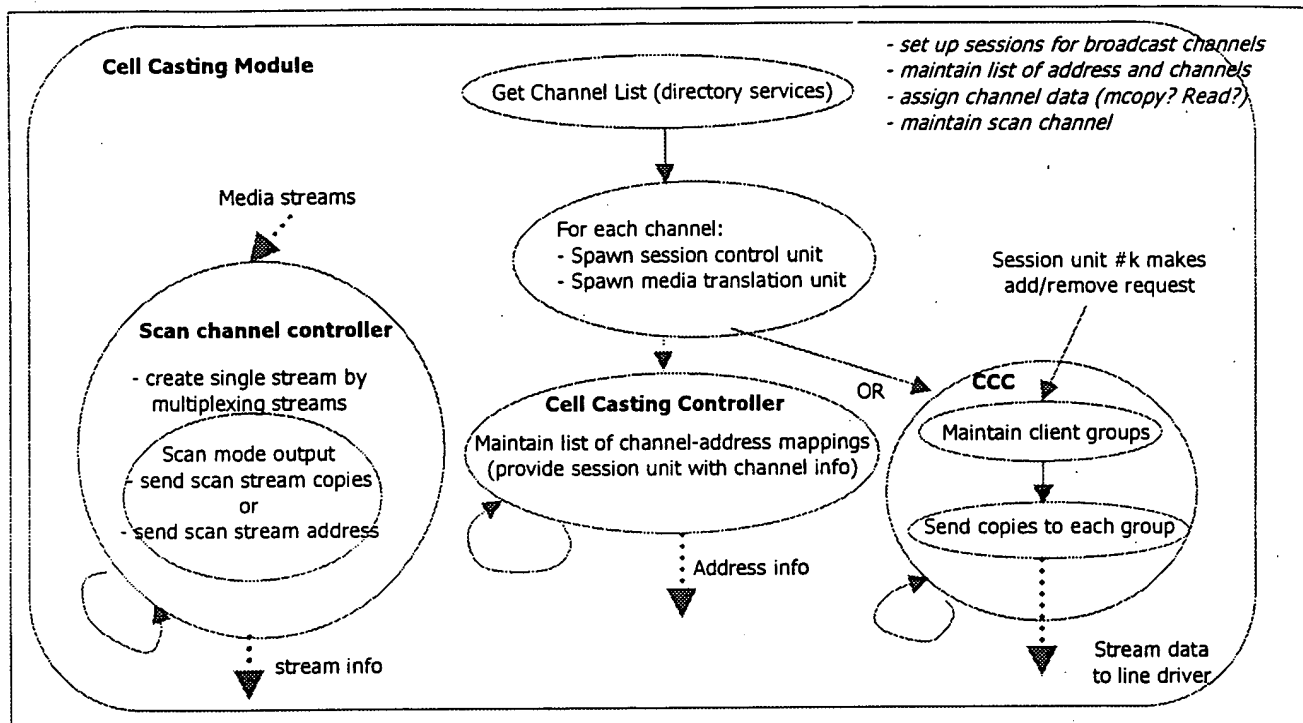 Cell Casting Module
- set up sessions for broadcast channels
- maintain list of address and channels
- assign channel data (mcopy? Read?)
- maintain scan channel
Get Channel List (directory services)
Media streams
For each channel:
- Spawn session control unit
- Spawn media translation unit
Session unit #k makes
add/remove request
Scan channel controller
- create single stream by
multiplexing streams
Scan mode output
- send scan stream copies
or
- send scan stream address
stream info
OR
Cell Casting Controller
Maintain list of channel-address mappings
(provide session unit with channel info)
Address info
CCC
Maintain client groups
Send copies to each group
Stream data
to line driver